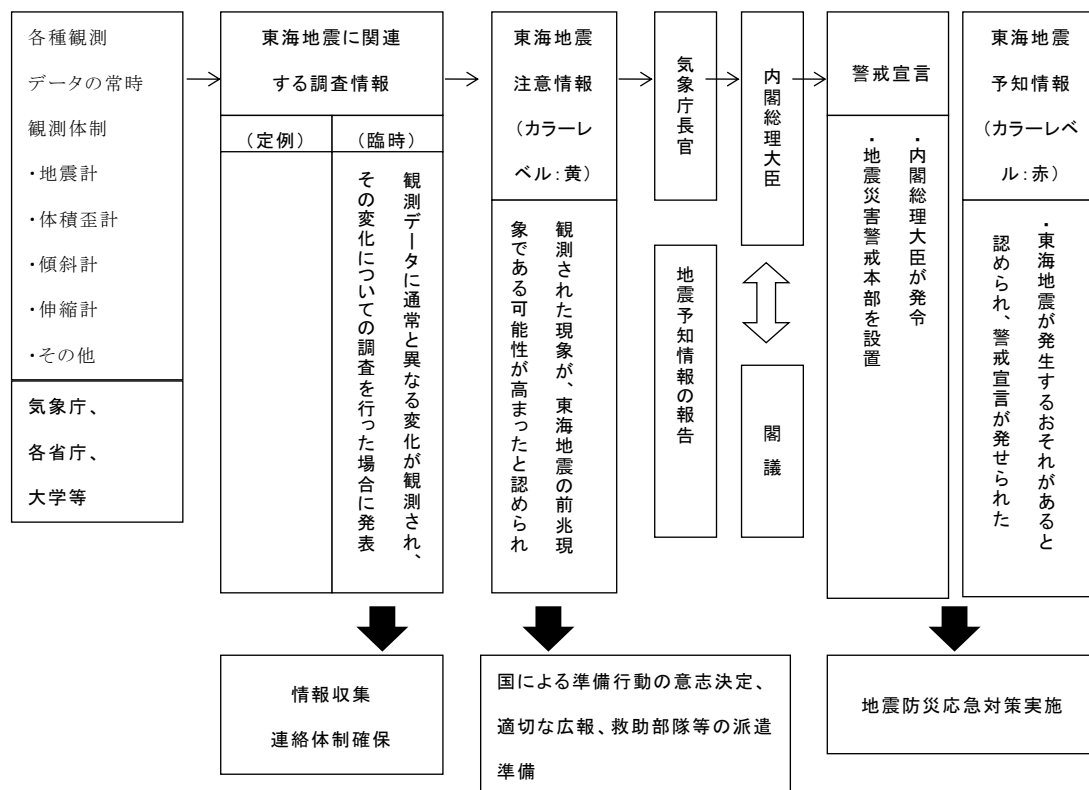 各種観測
データの常時
観測体制
・地震計
・体積歪計
・傾斜計
・伸縮計
・その他
気象庁、
各省庁、
大学等
東海地震に関連
する調査情報
（定例）
（臨時）
観測データに通常と異なる変化が観測され、
その変化についての調査を行った場合に発表
東海地震
注意情報
（カラーレ
ベル：黄）
観測された現象が、東海地震の前兆現
象である可能性が高まったと認められ
気象庁長官
地震予知情報の報告
内閣総理大臣
閣議
警戒宣言
・内閣総理大臣が発令
・地震災害警戒本部を設置
東海地震
予知情報
（カラーレベ
ル：赤）
・東海地震が発生するおそれがあると
認められ、警戒宣言が発せられた
情報収集
連絡体制確保
国による準備行動の意志決定、
適切な広報、救助部隊等の派遣
準備
地震防災応急対策実施